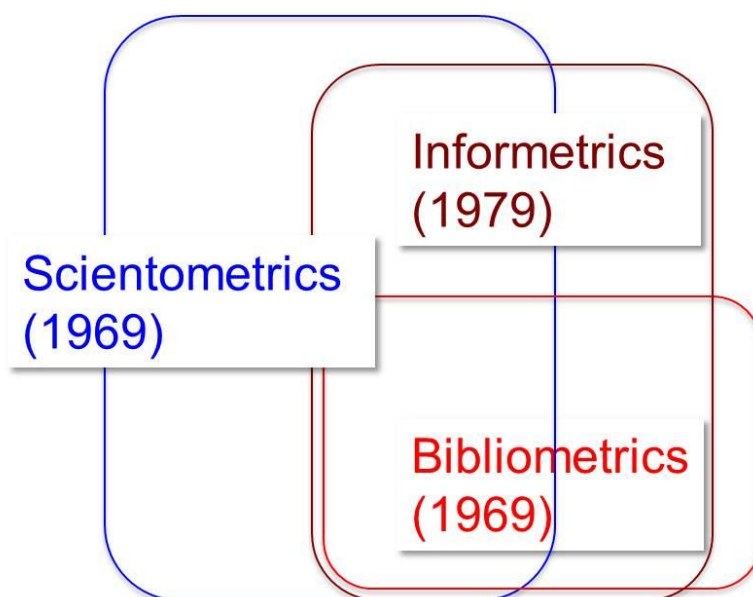 Informetrics
(1979)
Scientometrics
(1969)
Bibliometrics
(1969)